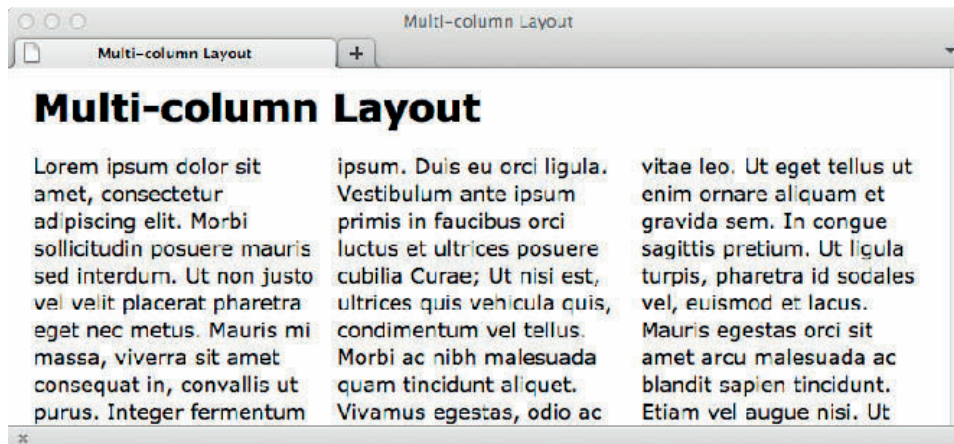 Multi-column Layout
Multi-column Layout
Multi-column Layout
Lorem ipsum dolor sit
amet, consectetur
adipiscing elit. Morbi
sollicitudin posuere mauris
sed interdum. Ut non justo
vel velit placerat pharetra
eget nec metus. Mauris mi
massa, viverra sit amet
consequat in, convallis ut
purus. Integer fermentum
ipsum. Duis eu orci ligula.
Vestibulum ante ipsum
primis in faucibus orci
luctus et ultrices posuere
cubilia Curae; Ut nisi est,
ultrices quis vehicula quis,
condimentum vel tellus.
Morbi ac nibh malesuada
quam tincidunt aliquet.
Vivamus egestas, odio ac
vitae leo. Ut eget tellus ut
enim ornare aliquam et
gravida sem. In congue
sagittis pretium. Ut ligula
turpis, pharetra id sodales
vel, euismod et lacus.
Mauris egestas orci sit
amet arcu malesuada ac
blandit sapien tincidunt.
Etiam vel augue nisi. Ut